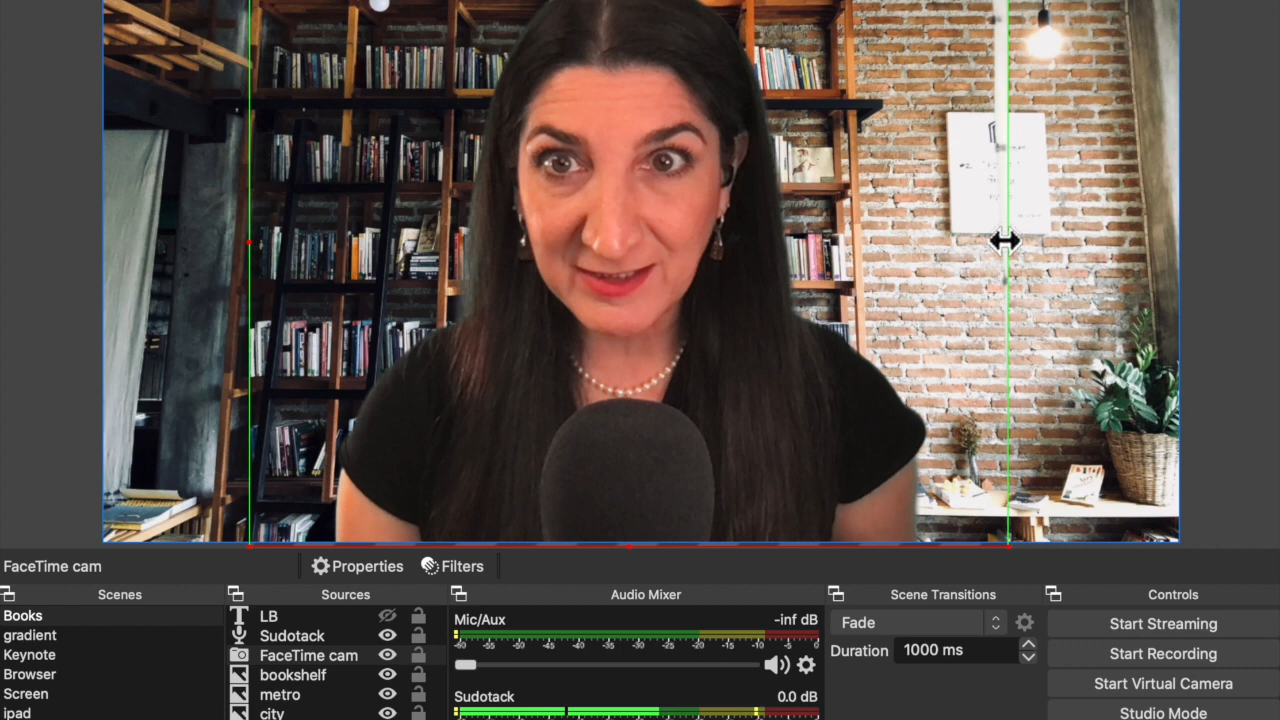 FaceTime cam
Properties
Filters
Scenes
Sources
Audio Mixer
Scene Transitions
Controls
Books
gradient
Keynote
Browser
Screen
ipad
LB
Sudotack
FaceTime cam
bookshelf
metro
city
Mic/Aux -inf dB
-60 -55 -50 -45 -40 -35 -30 -25 -20 -15 -10 -5 0
Sudotack 0.0 dB
Fade
Duration 1000 ms
Start Streaming
Start Recording
Start Virtual Camera
Studio Mode